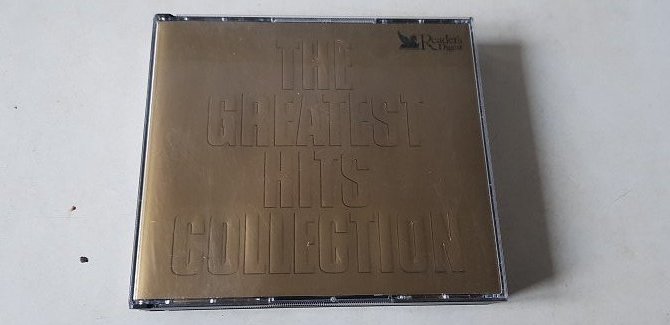 Reader's
Digest
THE
GREATEST
HITS
COLLECTION